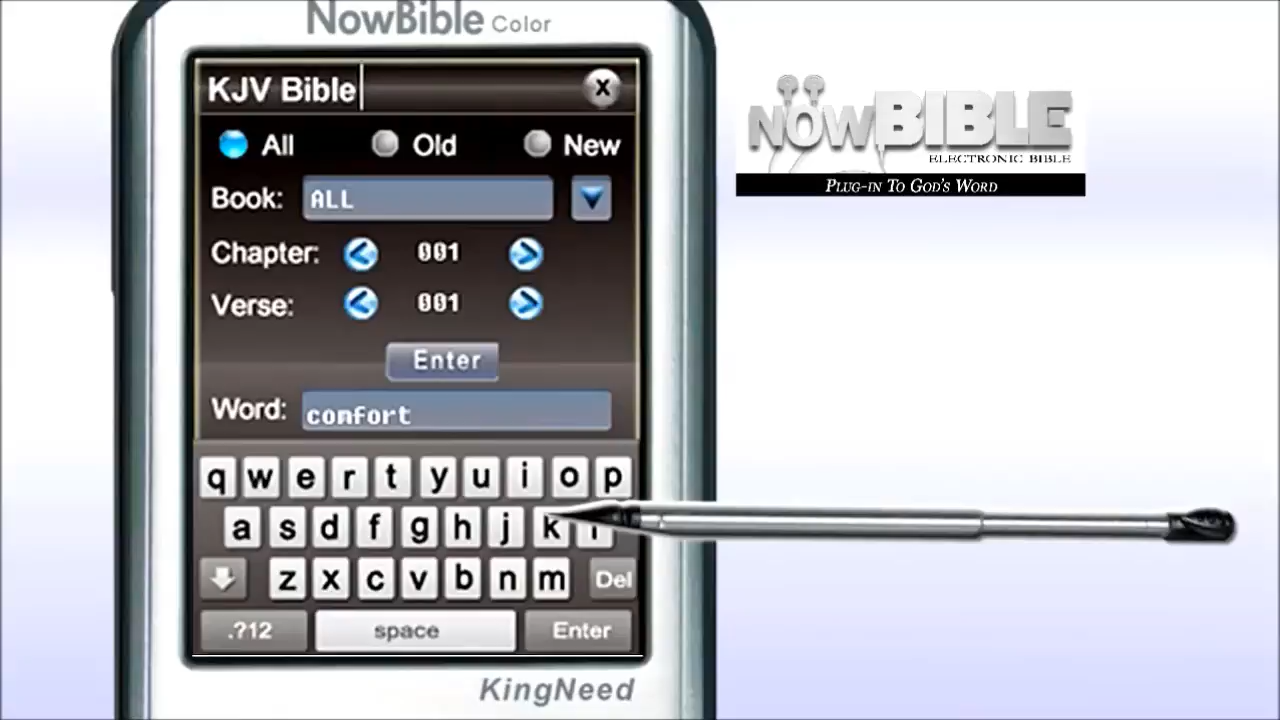 NowBible Color
KJV Bible
X
All Old New
Book: ALL
Chapter: < 001 >
Verse: < 001 >
Enter
Word: comfort
q w e r t y u i o p
a s d f g h j k l
z x c v b n m Del
.?12 space Enter
KingNeed
NOWBIBLE
ELECTRONIC BIBLE
PLUG-IN TO GOD'S WORD